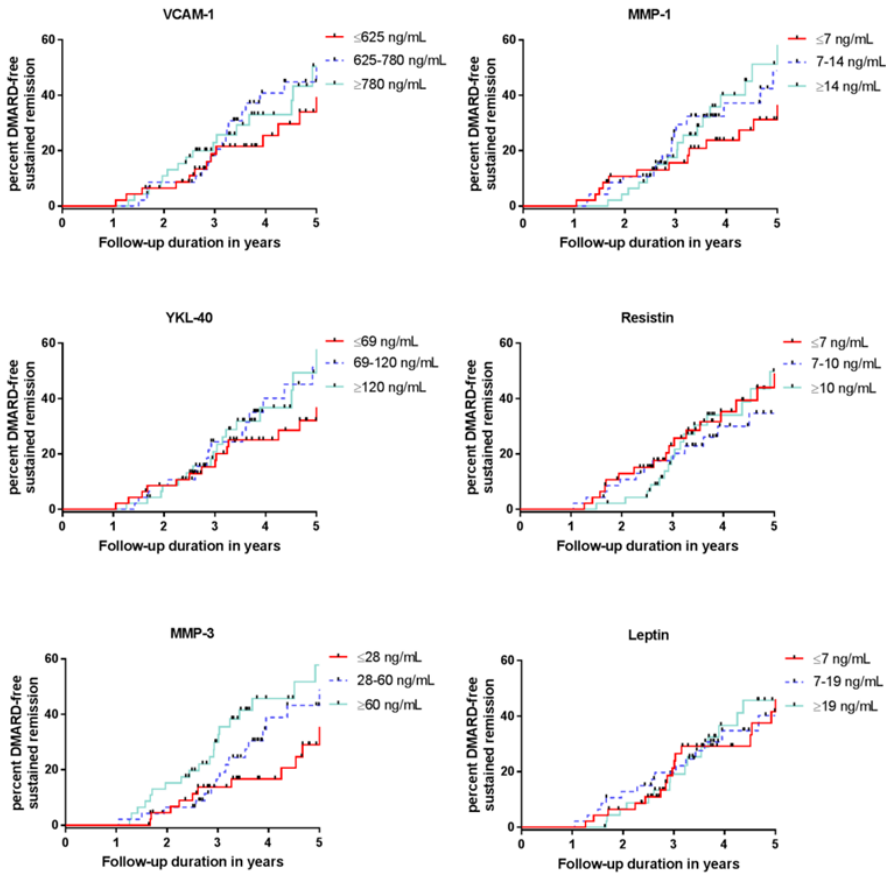 VCAM-1
≤625 ng/mL
625-780 ng/mL
≥780 ng/mL
percent DMARD-free
sustained remission
60
40
20
0
0 1 2 3 4 5
Follow-up duration in years
MMP-1
≤7 ng/mL
7-14 ng/mL
≥14 ng/mL
percent DMARD-free
sustained remission
60
40
20
0
0 1 2 3 4 5
Follow-up duration in years
YKL-40
≤69 ng/mL
69-120 ng/mL
≥120 ng/mL
percent DMARD-free
sustained remission
60
40
20
0
0 1 2 3 4 5
Follow-up duration in years
Resistin
≤7 ng/mL
7-10 ng/mL
≥10 ng/mL
percent DMARD-free
sustained remission
60
40
20
0
0 1 2 3 4 5
Follow-up duration in years
MMP-3
≤28 ng/mL
28-60 ng/mL
≥60 ng/mL
percent DMARD-free
sustained remission
60
40
20
0
0 1 2 3 4 5
Follow-up duration in years
Leptin
≤7 ng/mL
7-19 ng/mL
≥19 ng/mL
percent DMARD-free
sustained remission
60
40
20
0
0 1 2 3 4 5
Follow-up duration in years